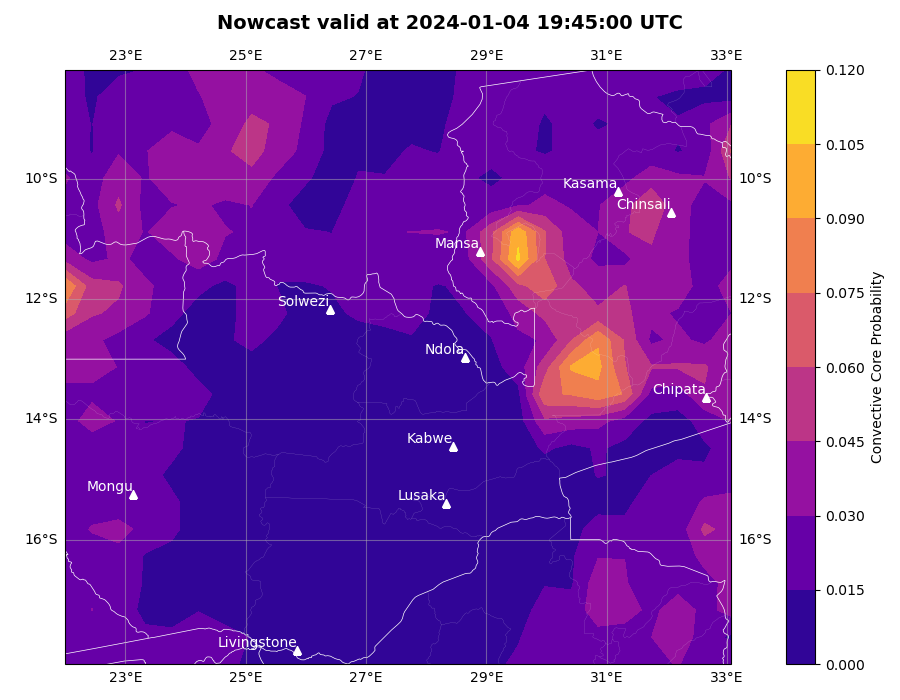 Nowcast valid at 2024-01-04 19:45:00 UTC
23°E 25°E 27°E 29°E 31°E 33°E
0.120
0.105
10°S Kasama 10°S
Chinsali
0.090
Mansa
0.075
12°S Solwezi 12°S
Ndola
0.060
Chipata
14°S 14°S
Kabwe
0.045
Mongu
Lusaka
0.030
16°S 16°S
0.015
Livingstone
0.000
23°E 25°E 27°E 29°E 31°E 33°E
Convective Core Probability